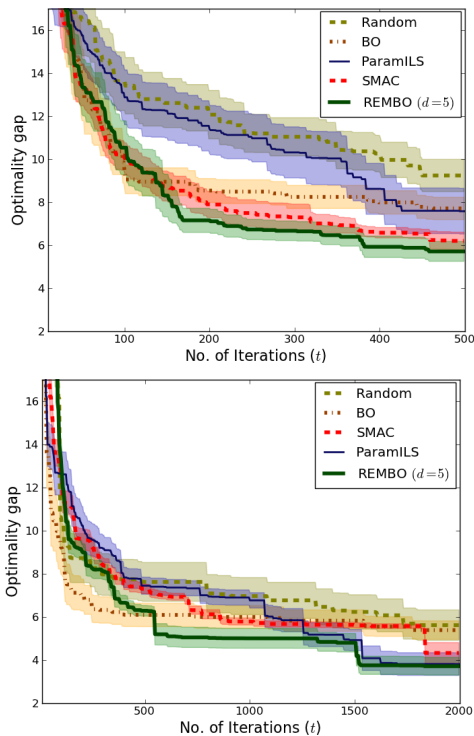 16
14
12
10
8
6
4
2
Optimality gap
Random
BO
ParamILS
SMAC
REMBO (d=5)
100 200 300 400 500
No. of Iterations (t)
16
14
12
10
8
6
4
2
Optimality gap
Random
BO
SMAC
ParamILS
REMBO (d=5)
500 1000 1500 2000
No. of Iterations (t)